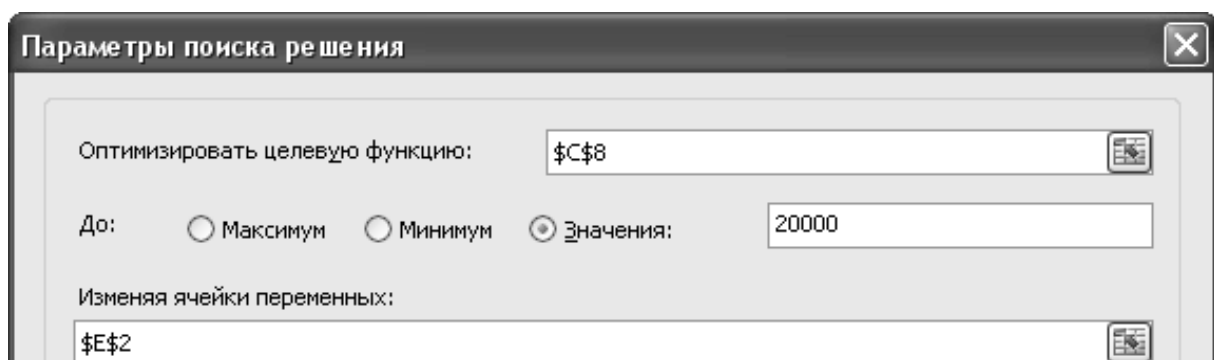 Параметры поиска решения
Оптимизировать целевую функцию: $C$8
До: Максимум Минимум Значения: 20000
Изменяя ячейки переменных:
$E$2